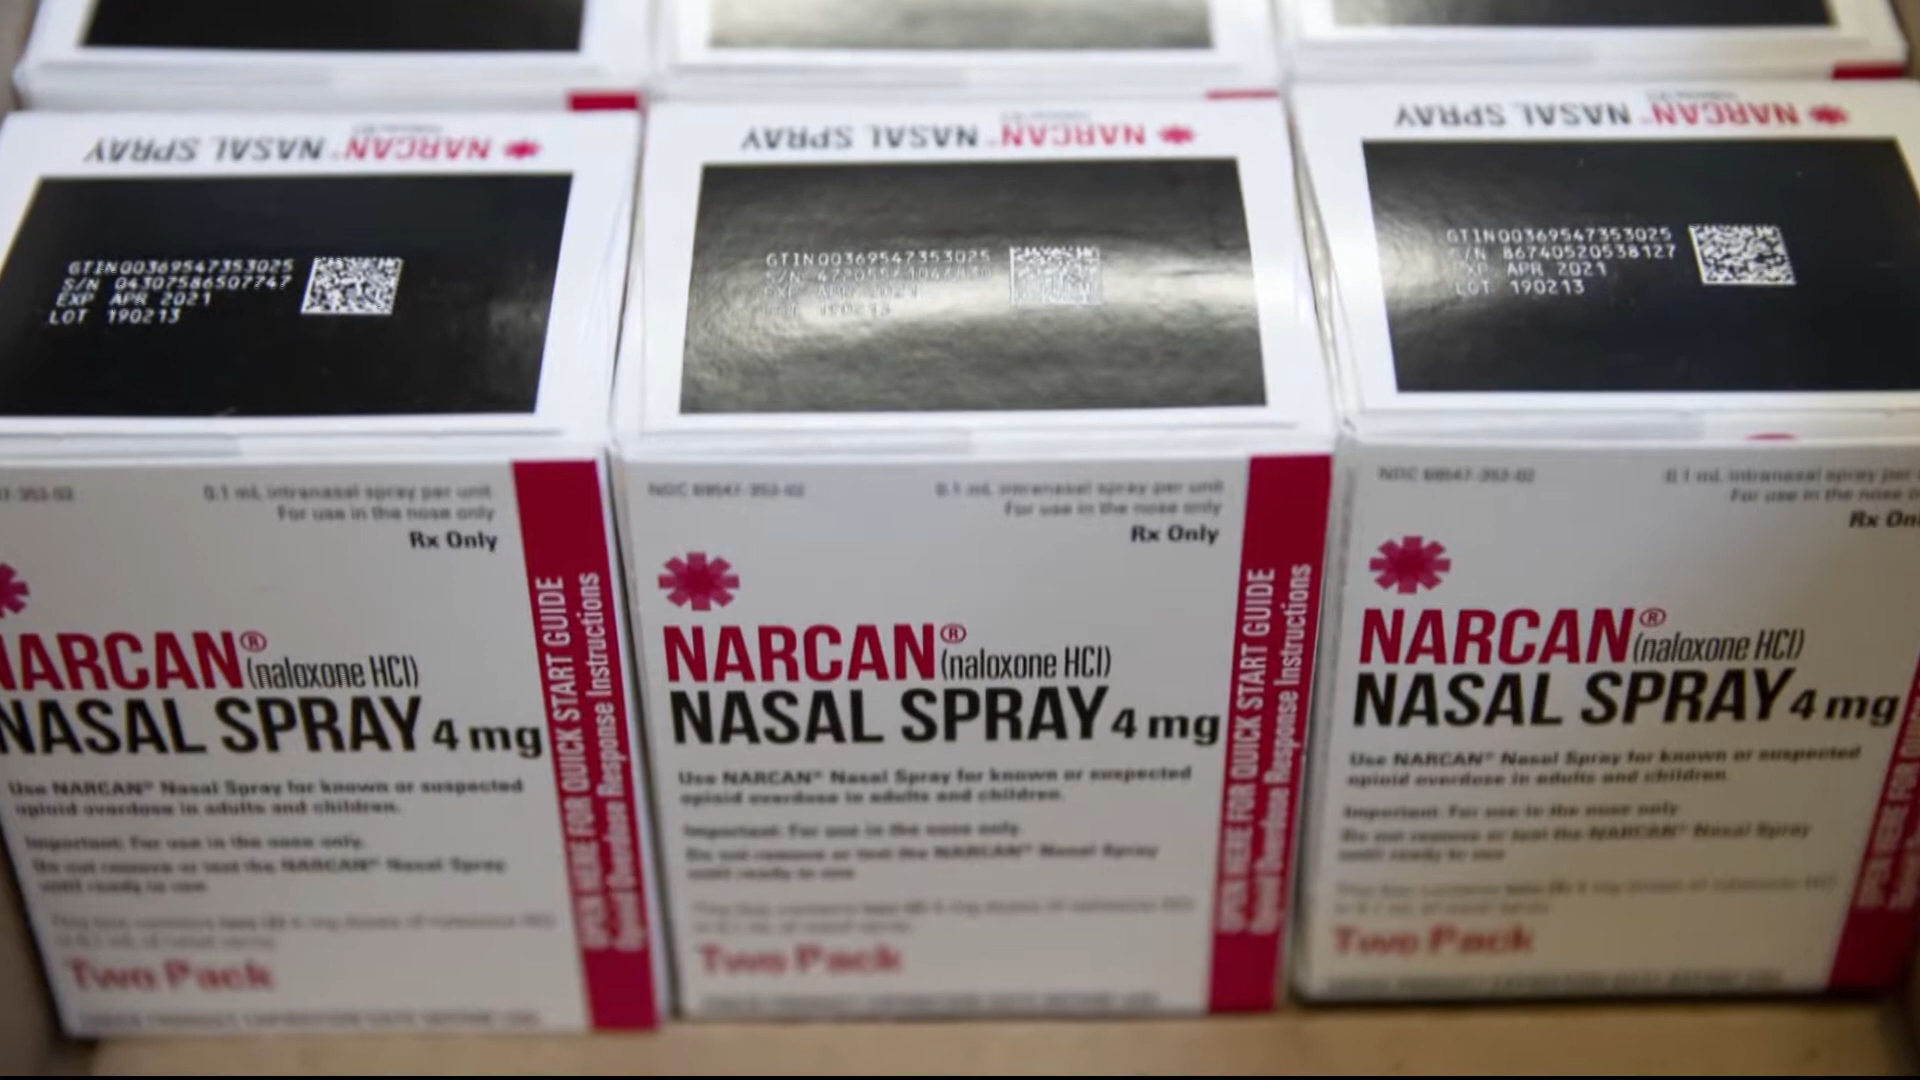 NARCAN NASAL SPRAY
GTIN00369547353025
S/N 04307586507747
EXP APR 2021
LOT 190213
NARCAN NASAL SPRAY
GTIN00369547353025
S/N
EXP APR 2021
LOT 190213
NARCAN NASAL SPRAY
GTIN00369547353025
S/N 86740520538127
EXP APR 2021
LOT 190213
0.1 mL intranasal spray per unit
For use in the nose only
Rx Only
NARCAN® (naloxone HCl)
NASAL SPRAY 4 mg
Use NARCAN® Nasal Spray for known or suspected
opioid overdose in adults and children.
Important: For use in the nose only.
Do not remove or test the NARCAN® Nasal Spray
until ready to use
Two Pack
OPEN HERE FOR QUICK START GUIDE
Opioid Overdose Response Instructions
NDC 69547-353-02
0.1 mL intranasal spray per unit
For use in the nose only
Rx Only
NARCAN® (naloxone HCl)
NASAL SPRAY 4 mg
Use NARCAN® Nasal Spray for known or suspected
opioid overdose in adults and children.
Important: For use in the nose only.
Do not remove or test the NARCAN® Nasal Spray
until ready to use
Two Pack
OPEN HERE FOR QUICK START GUIDE
Opioid Overdose Response Instructions
NDC 69547-353-02
0.1 mL intranasal spray per
For use in the nose
Rx
NARCAN® (naloxone HCl)
NASAL SPRAY 4 mg
Use NARCAN® Nasal Spray for known or suspected
opioid overdose in adults and children.
Important: For use in the nose only
Do not remove or test the NARCAN® Nasal Spray
until ready to use
Two Pack
OPEN HERE FOR